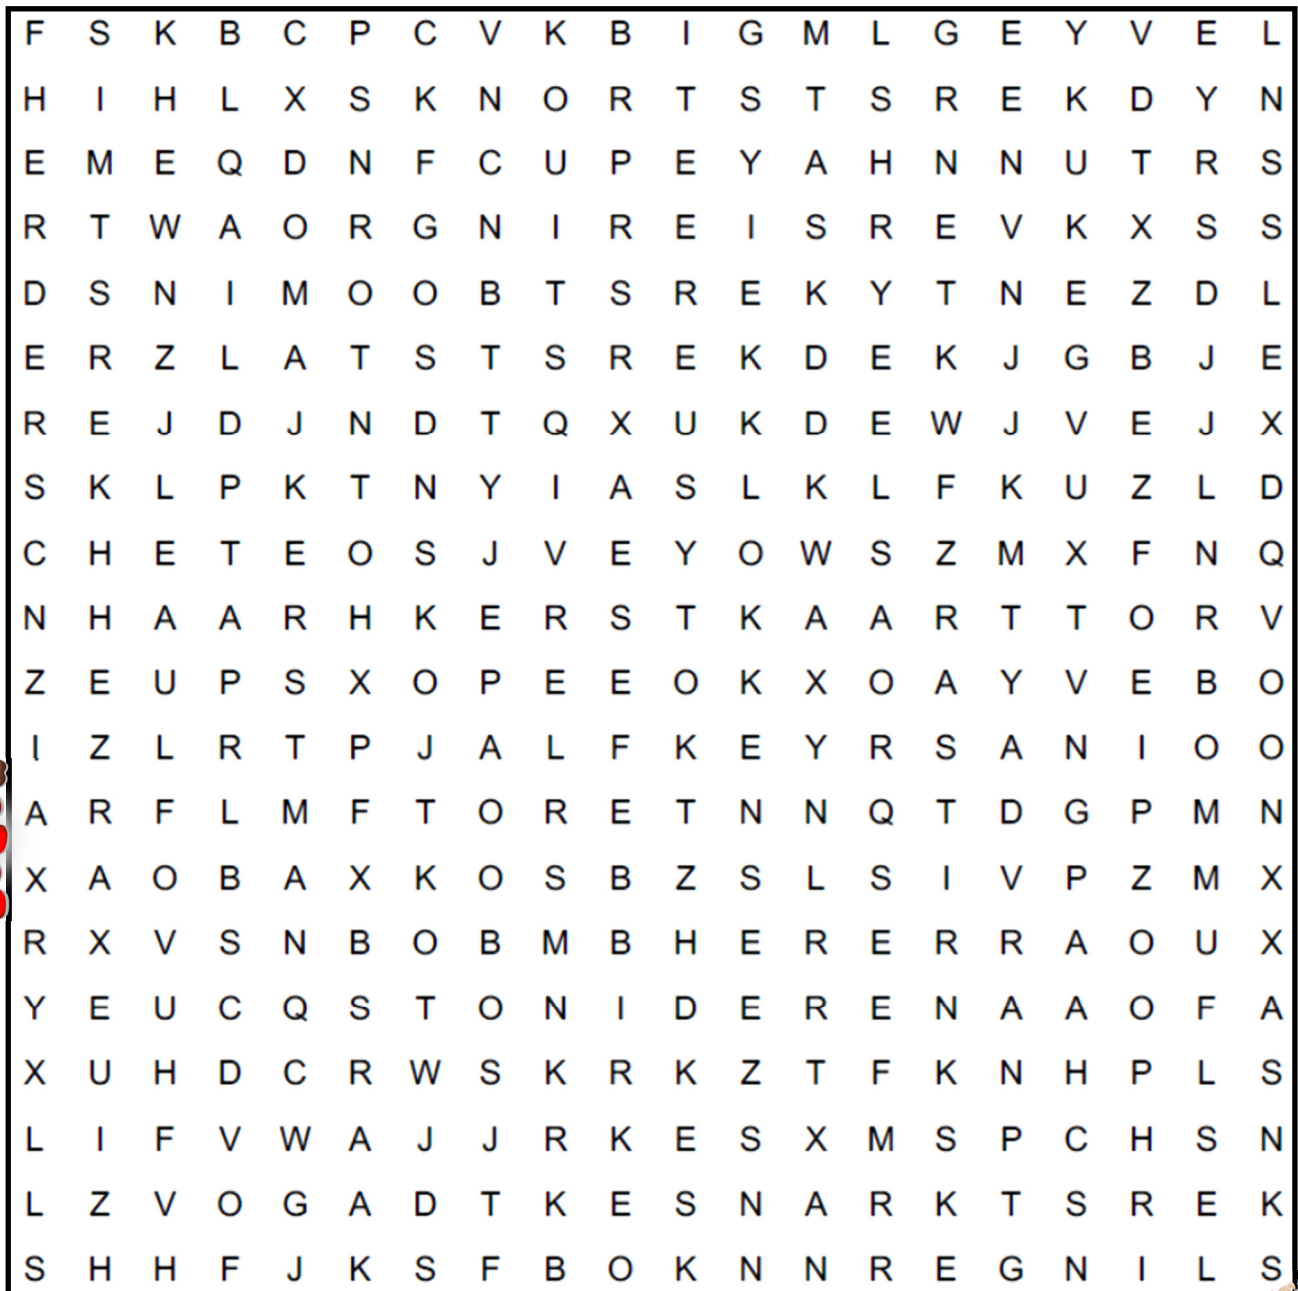 F S K B C P C V K B I G M L G E Y V E L
H I H L X S K N O R T S T S R E K D Y N
E M E Q D N F C U P E Y A H N N U T R S
R T W A O R G N I R E I S R E V K X S S
D S N I M O O B T S R E K Y T N E Z D L
E R Z L A T S T S R E K D E K J G B J E
R E J D J N D T Q X U K D E W J V E J X
S K L P K T N Y I A S L K L F K U Z L D
C H E T E O S J V E Y O W S Z M X F N Q
N H A A R H K E R S T K A A R T T O R V
Z E U P S X O P E E O K X O A Y V E B O
I Z L R T P J A L F K E Y R S A N I O O
A R F L M F T O R E T N N Q T D G P M N
X A O B A X K O S B Z S L S I V P Z M X
R X V S N B O B M B H E R E R R A O U X
Y E U C Q S T O N I D E R E N A A O F A
X U H D C R W S K R K Z T F K N H P L S
L I F V W A J J R K E S X M S P C H S N
L Z V O G A D T K E S N A R K T S R E K
S H H F J K S F B O K N N R E G N I L S